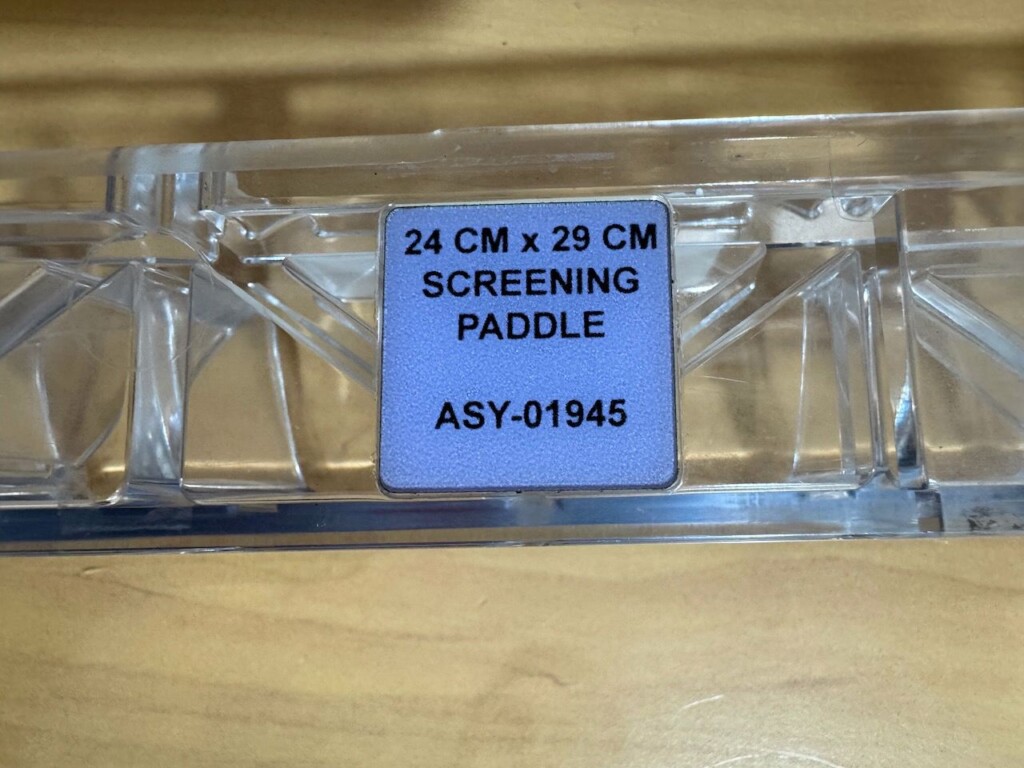 24 CM x 29 CM
SCREENING
PADDLE
ASY-01945